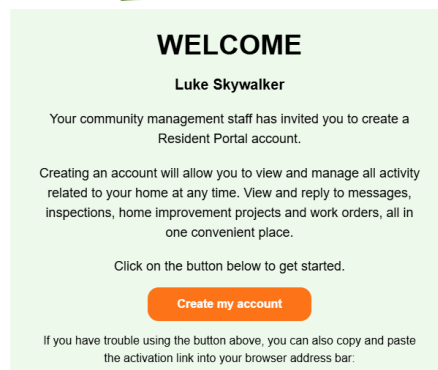 WELCOME
Luke Skywalker
Your community management staff has invited you to create a
Resident Portal account.
Creating an account will allow you to view and manage all activity
related to your home at any time. View and reply to messages,
inspections, home improvement projects and work orders, all in
one convenient place.
Click on the button below to get started.
Create my account
If you have trouble using the button above, you can also copy and paste
the activation link into your browser address bar: